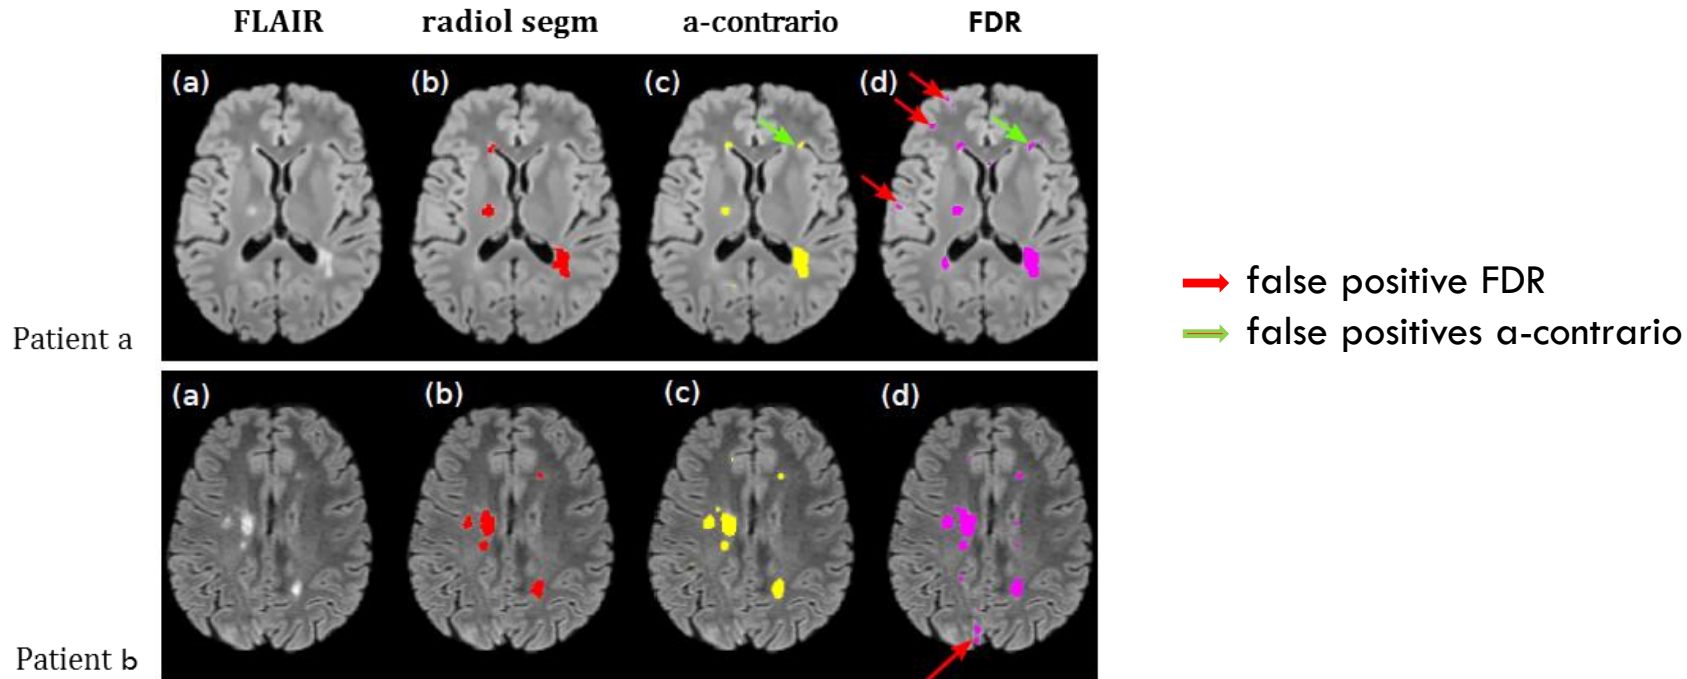 FLAIR radiol segm a-contrario FDR
(a) (b) (c) (d)
Patient a
(a) (b) (c) (d)
Patient b
false positive FDR
false positives a-contrario